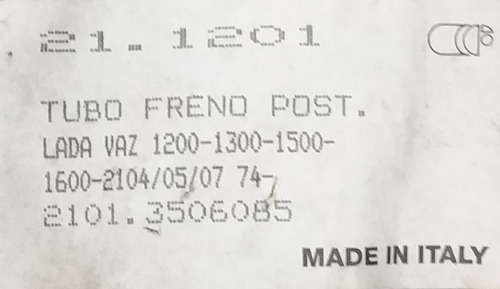 21. 1201
TUBO FRENO POST.
LADA VAZ 1200-1300-1500-
1600-2104/05/07 74-
2101.3506085
MADE IN ITALY